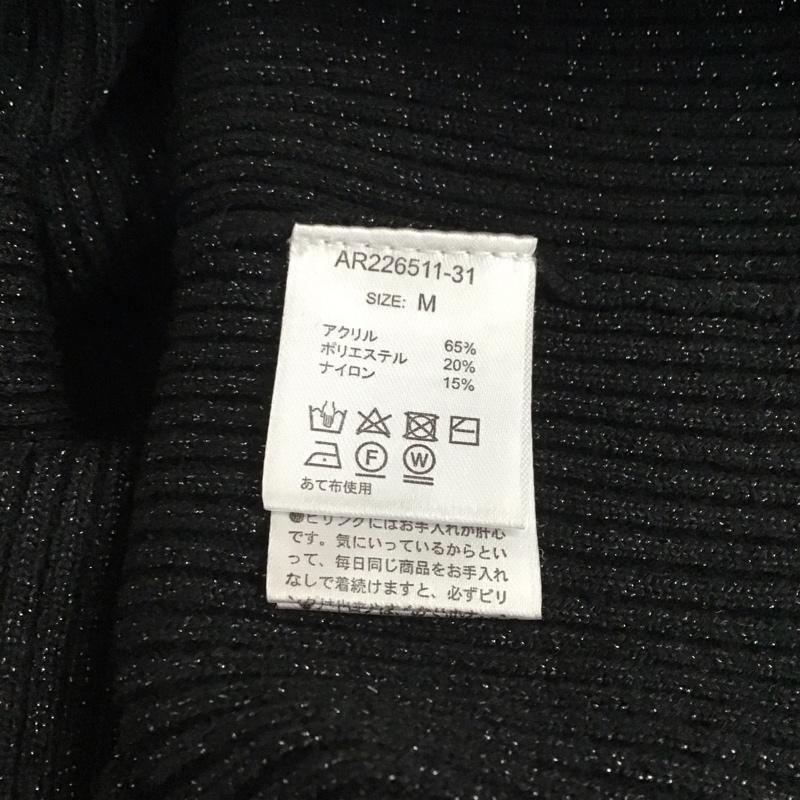 AR226511-31
SIZE: M
アクリル 65%
ポリエステル 20%
ナイロン 15%
F W
あて布使用
●ピリングにはお手入れが肝心
です。気にいっているからとい
って、毎日同じ商品をお手入れ
なしで着続けますと、必ずピリ